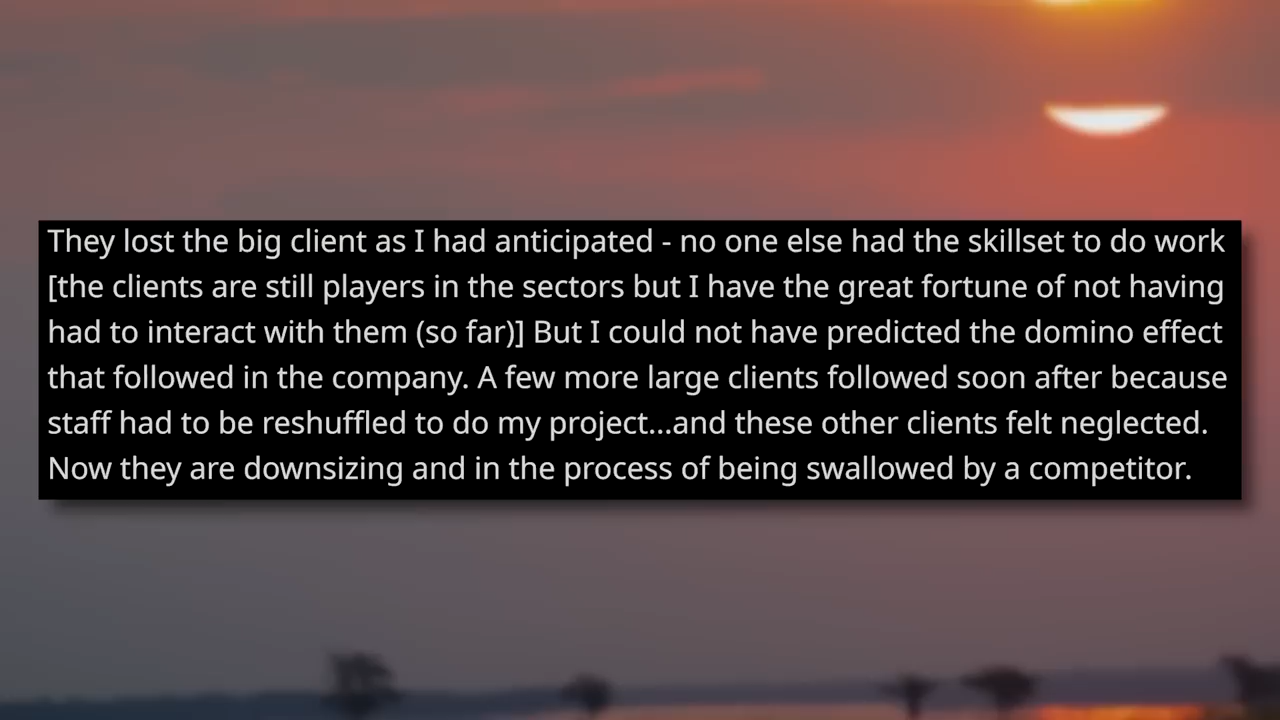 They lost the big client as I had anticipated - no one else had the skillset to do work
[the clients are still players in the sectors but I have the great fortune of not having
had to interact with them (so far)] But I could not have predicted the domino effect
that followed in the company. A few more large clients followed soon after because
staff had to be reshuffled to do my project...and these other clients felt neglected.
Now they are downsizing and in the process of being swallowed by a competitor.